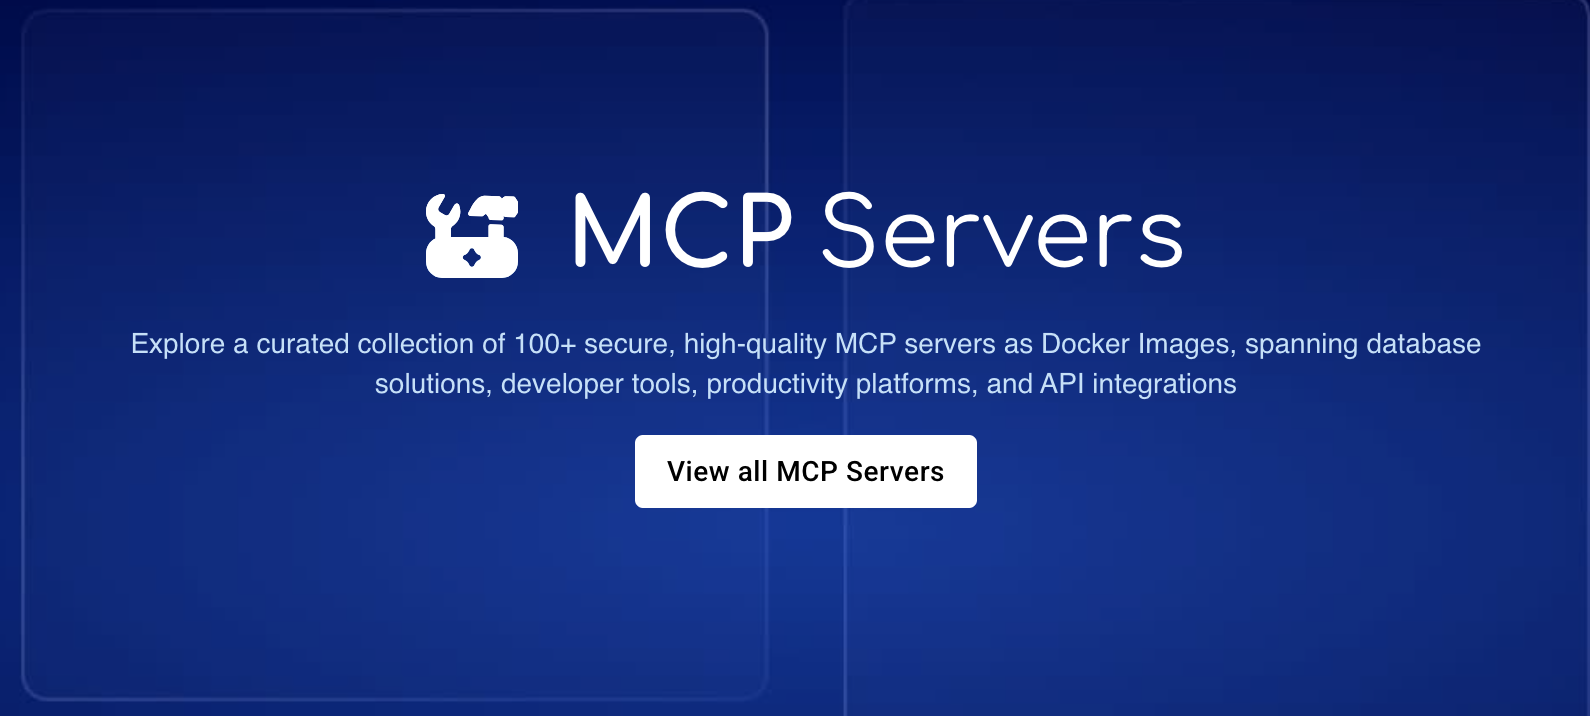 MCP Servers
Explore a curated collection of 100+ secure, high-quality MCP servers as Docker Images, spanning database
solutions, developer tools, productivity platforms, and API integrations
View all MCP Servers